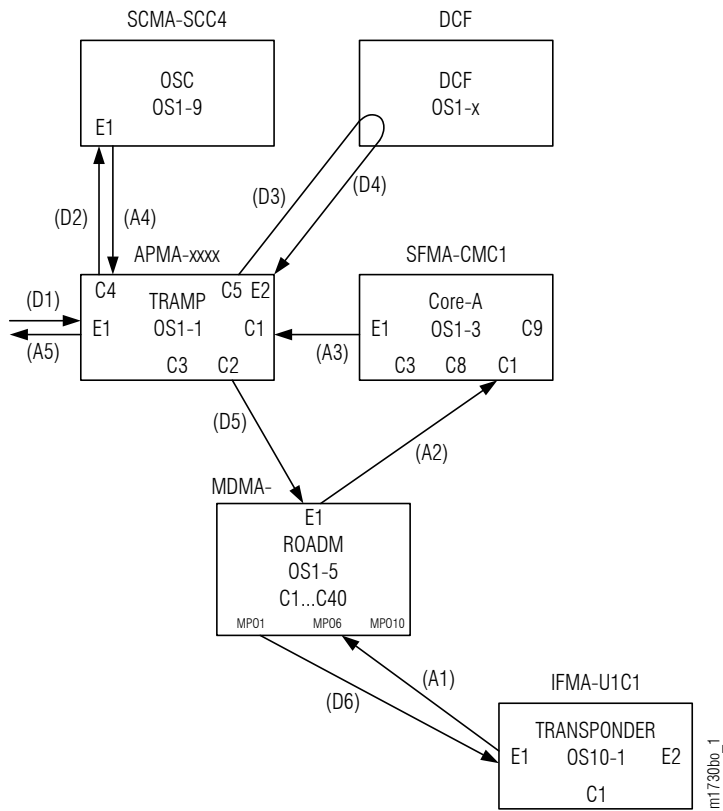 SCMA-SCC4
DCF
OSC
OS1-9
E1
DCF
OS1-x
(D2)
(A4)
(D3)
(D4)
APMA-xxxx
SFMA-CMC1
(D1)
(A5)
C4
C5
E2
TRAMP
E1
OS1-1
C1
C3
C2
(A3)
Core-A
E1
OS1-3
C9
C3
C8
C1
(D5)
(A2)
MDMA-
E1
ROADM
OS1-5
C1...C40
MPO1
MPO6
MPO10
(A1)
(D6)
IFMA-U1C1
TRANSPONDER
E1
OS10-1
E2
C1
m1730bo_1